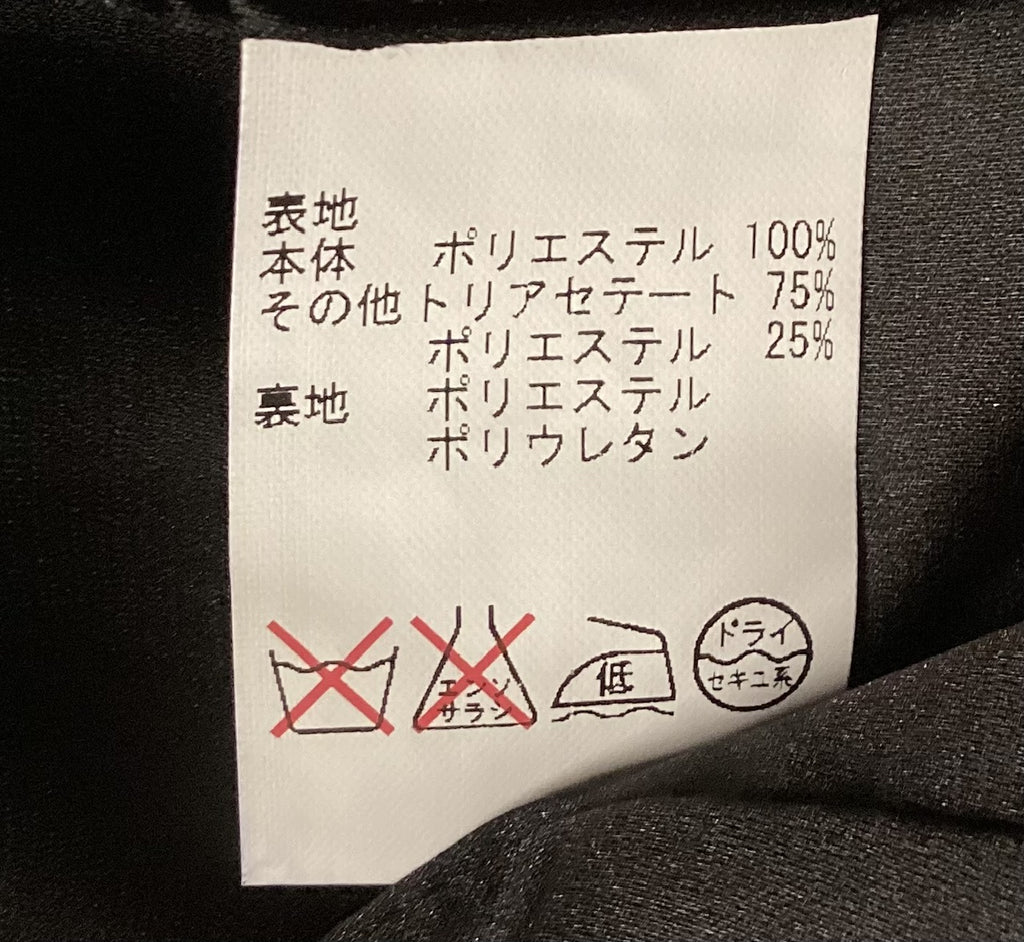 表地
本体 ポリエステル 100%
その他 トリアセテート 75%
ポリエステル 25%
裏地 ポリエステル
ポリウレタン
エンソ
サラシ
低
ドライ
セキユ系